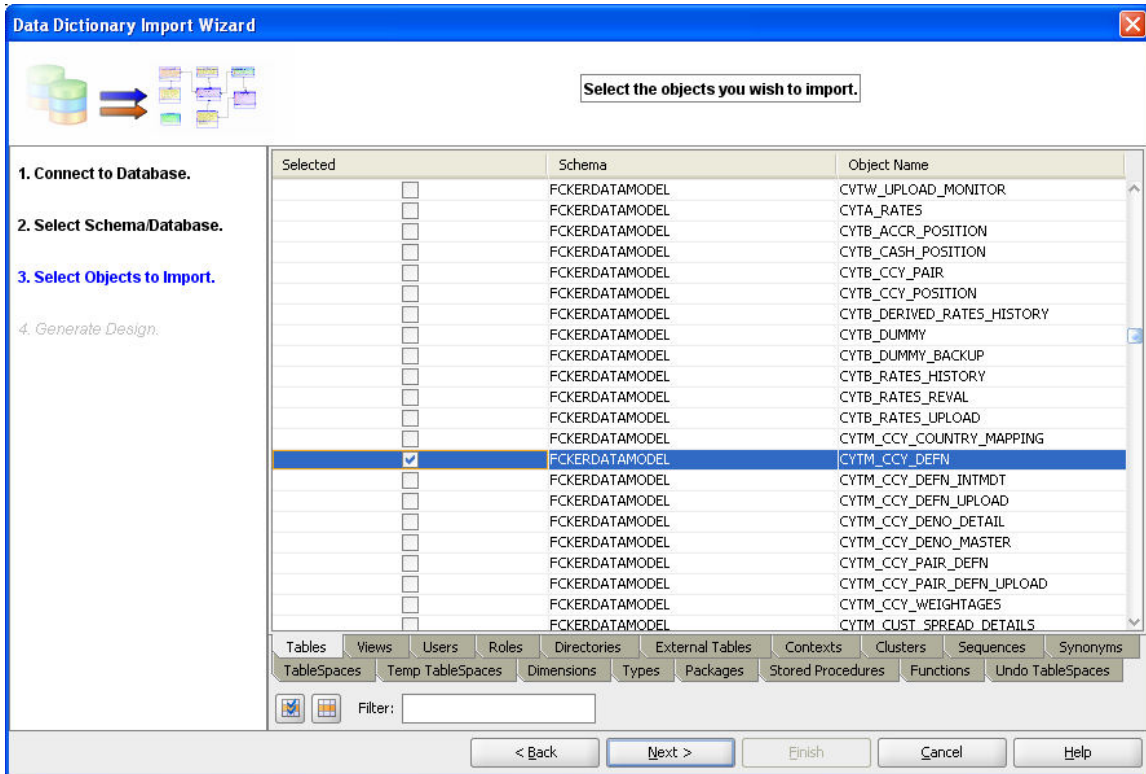 Data Dictionary Import Wizard
Select the objects you wish to import.
1. Connect to Database.
2. Select Schema/Database.
3. Select Objects to Import.
4. Generate Design.
Selected Schema Object Name
FCKERDATAMODEL CVTW_UPLOAD_MONITOR
FCKERDATAMODEL CYTA_RATES
FCKERDATAMODEL CYTB_ACCR_POSITION
FCKERDATAMODEL CYTB_CASH_POSITION
FCKERDATAMODEL CYTB_CCY_PAIR
FCKERDATAMODEL CYTB_CCY_POSITION
FCKERDATAMODEL CYTB_DERIVED_RATES_HISTORY
FCKERDATAMODEL CYTB_DUMMY
FCKERDATAMODEL CYTB_DUMMY_BACKUP
FCKERDATAMODEL CYTB_RATES_HISTORY
FCKERDATAMODEL CYTB_RATES_REVAL
FCKERDATAMODEL CYTB_RATES_UPLOAD
FCKERDATAMODEL CYTM_CCY_COUNTRY_MAPPING
FCKERDATAMODEL CYTM_CCY_DEFN
FCKERDATAMODEL CYTM_CCY_DEFN_INTMDT
FCKERDATAMODEL CYTM_CCY_DEFN_UPLOAD
FCKERDATAMODEL CYTM_CCY_DENO_DETAIL
FCKERDATAMODEL CYTM_CCY_DENO_MASTER
FCKERDATAMODEL CYTM_CCY_PAIR_DEFN
FCKERDATAMODEL CYTM_CCY_PAIR_DEFN_UPLOAD
FCKERDATAMODEL CYTM_CCY_WEIGHTAGES
FCKERDATAMODEL CYTM_CUST_SPREAD_DETAILS
Tables Views Users Roles Directories External Tables Contexts Clusters Sequences Synonyms
TableSpaces Temp TableSpaces Dimensions Types Packages Stored Procedures Functions Undo TableSpaces
Filter:
< Back Next > Finish Cancel Help